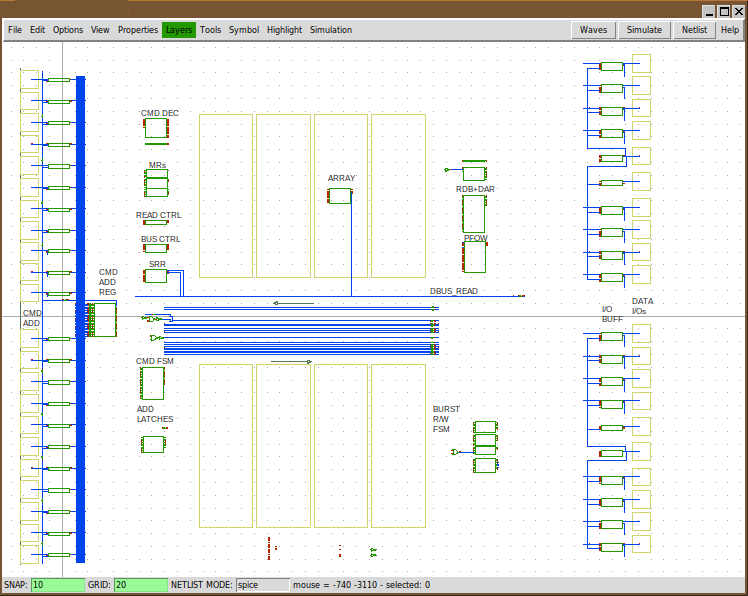 File Edit Options View Properties Layers Tools Symbol Highlight Simulation Waves Simulate Netlist Help
CMD DEC
MRs
ARRAY
RDB+DAR
READ CTRL
BUS CTRL
PFOW
SRR
CMD
ADD
REG
DBUS_READ
CMD
ADD
I/O
BUFF
DATA
I/Os
CMD FSM
ADD
LATCHES
BURST
R/W
FSM
SNAP: 10 GRID: 20 NETLIST MODE: spice mouse = -740 -3110 - selected: 0